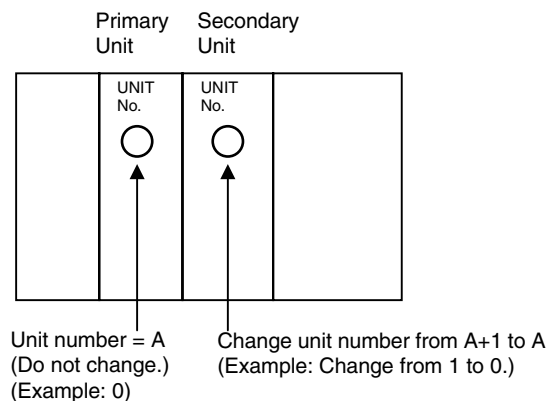 Primary
Unit
Secondary
Unit
UNIT
No.
UNIT
No.
Unit number = A
(Do not change.)
(Example: 0)
Change unit number from A+1 to A
(Example: Change from 1 to 0.)